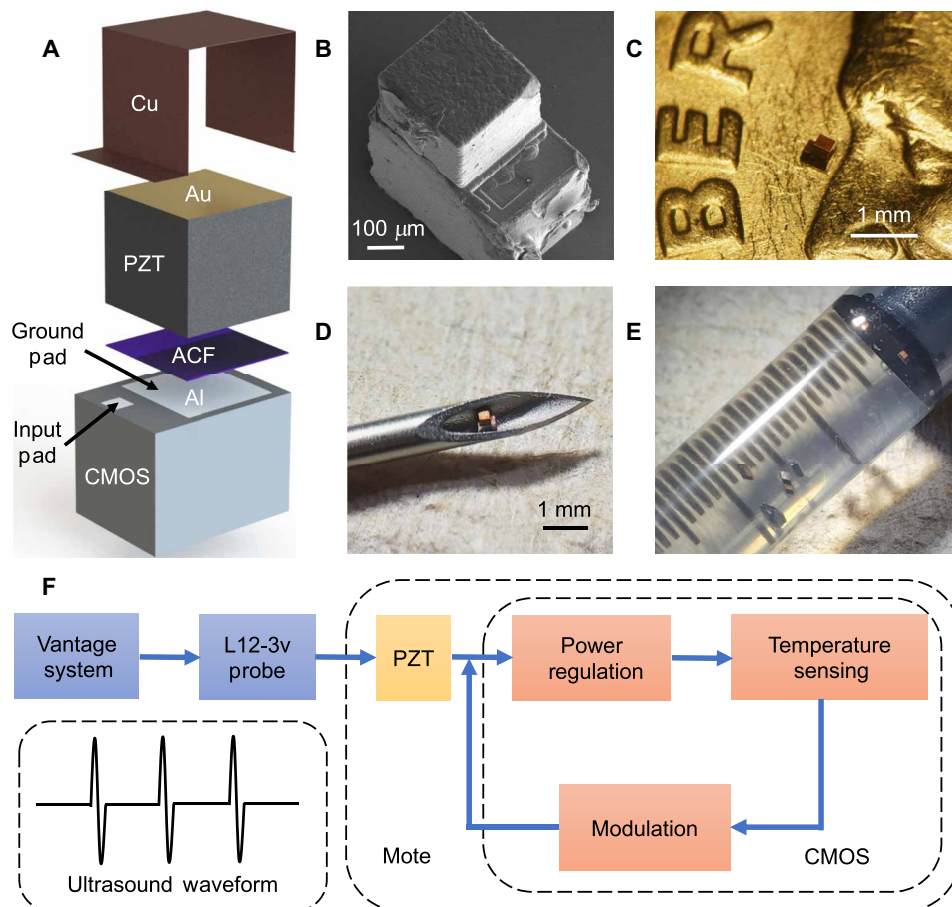 A
Cu
Au
PZT
Ground
pad
ACF
Al
Input
pad
CMOS
B
100 μm
C
BER
1 mm
D
1 mm
E
F
Vantage
system
L12-3v
probe
PZT
Power
regulation
Temperature
sensing
Modulation
Mote
CMOS
Ultrasound waveform